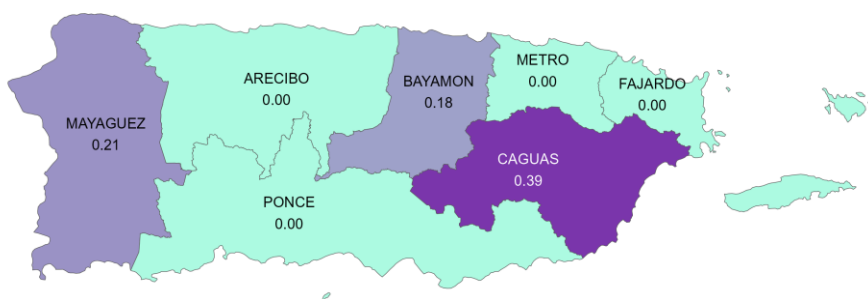 METRO
0.00
ARECIBO
0.00
BAYAMON
0.18
FAJARDO
0.00
MAYAGUEZ
0.21
CAGUAS
0.39
PONCE
0.00